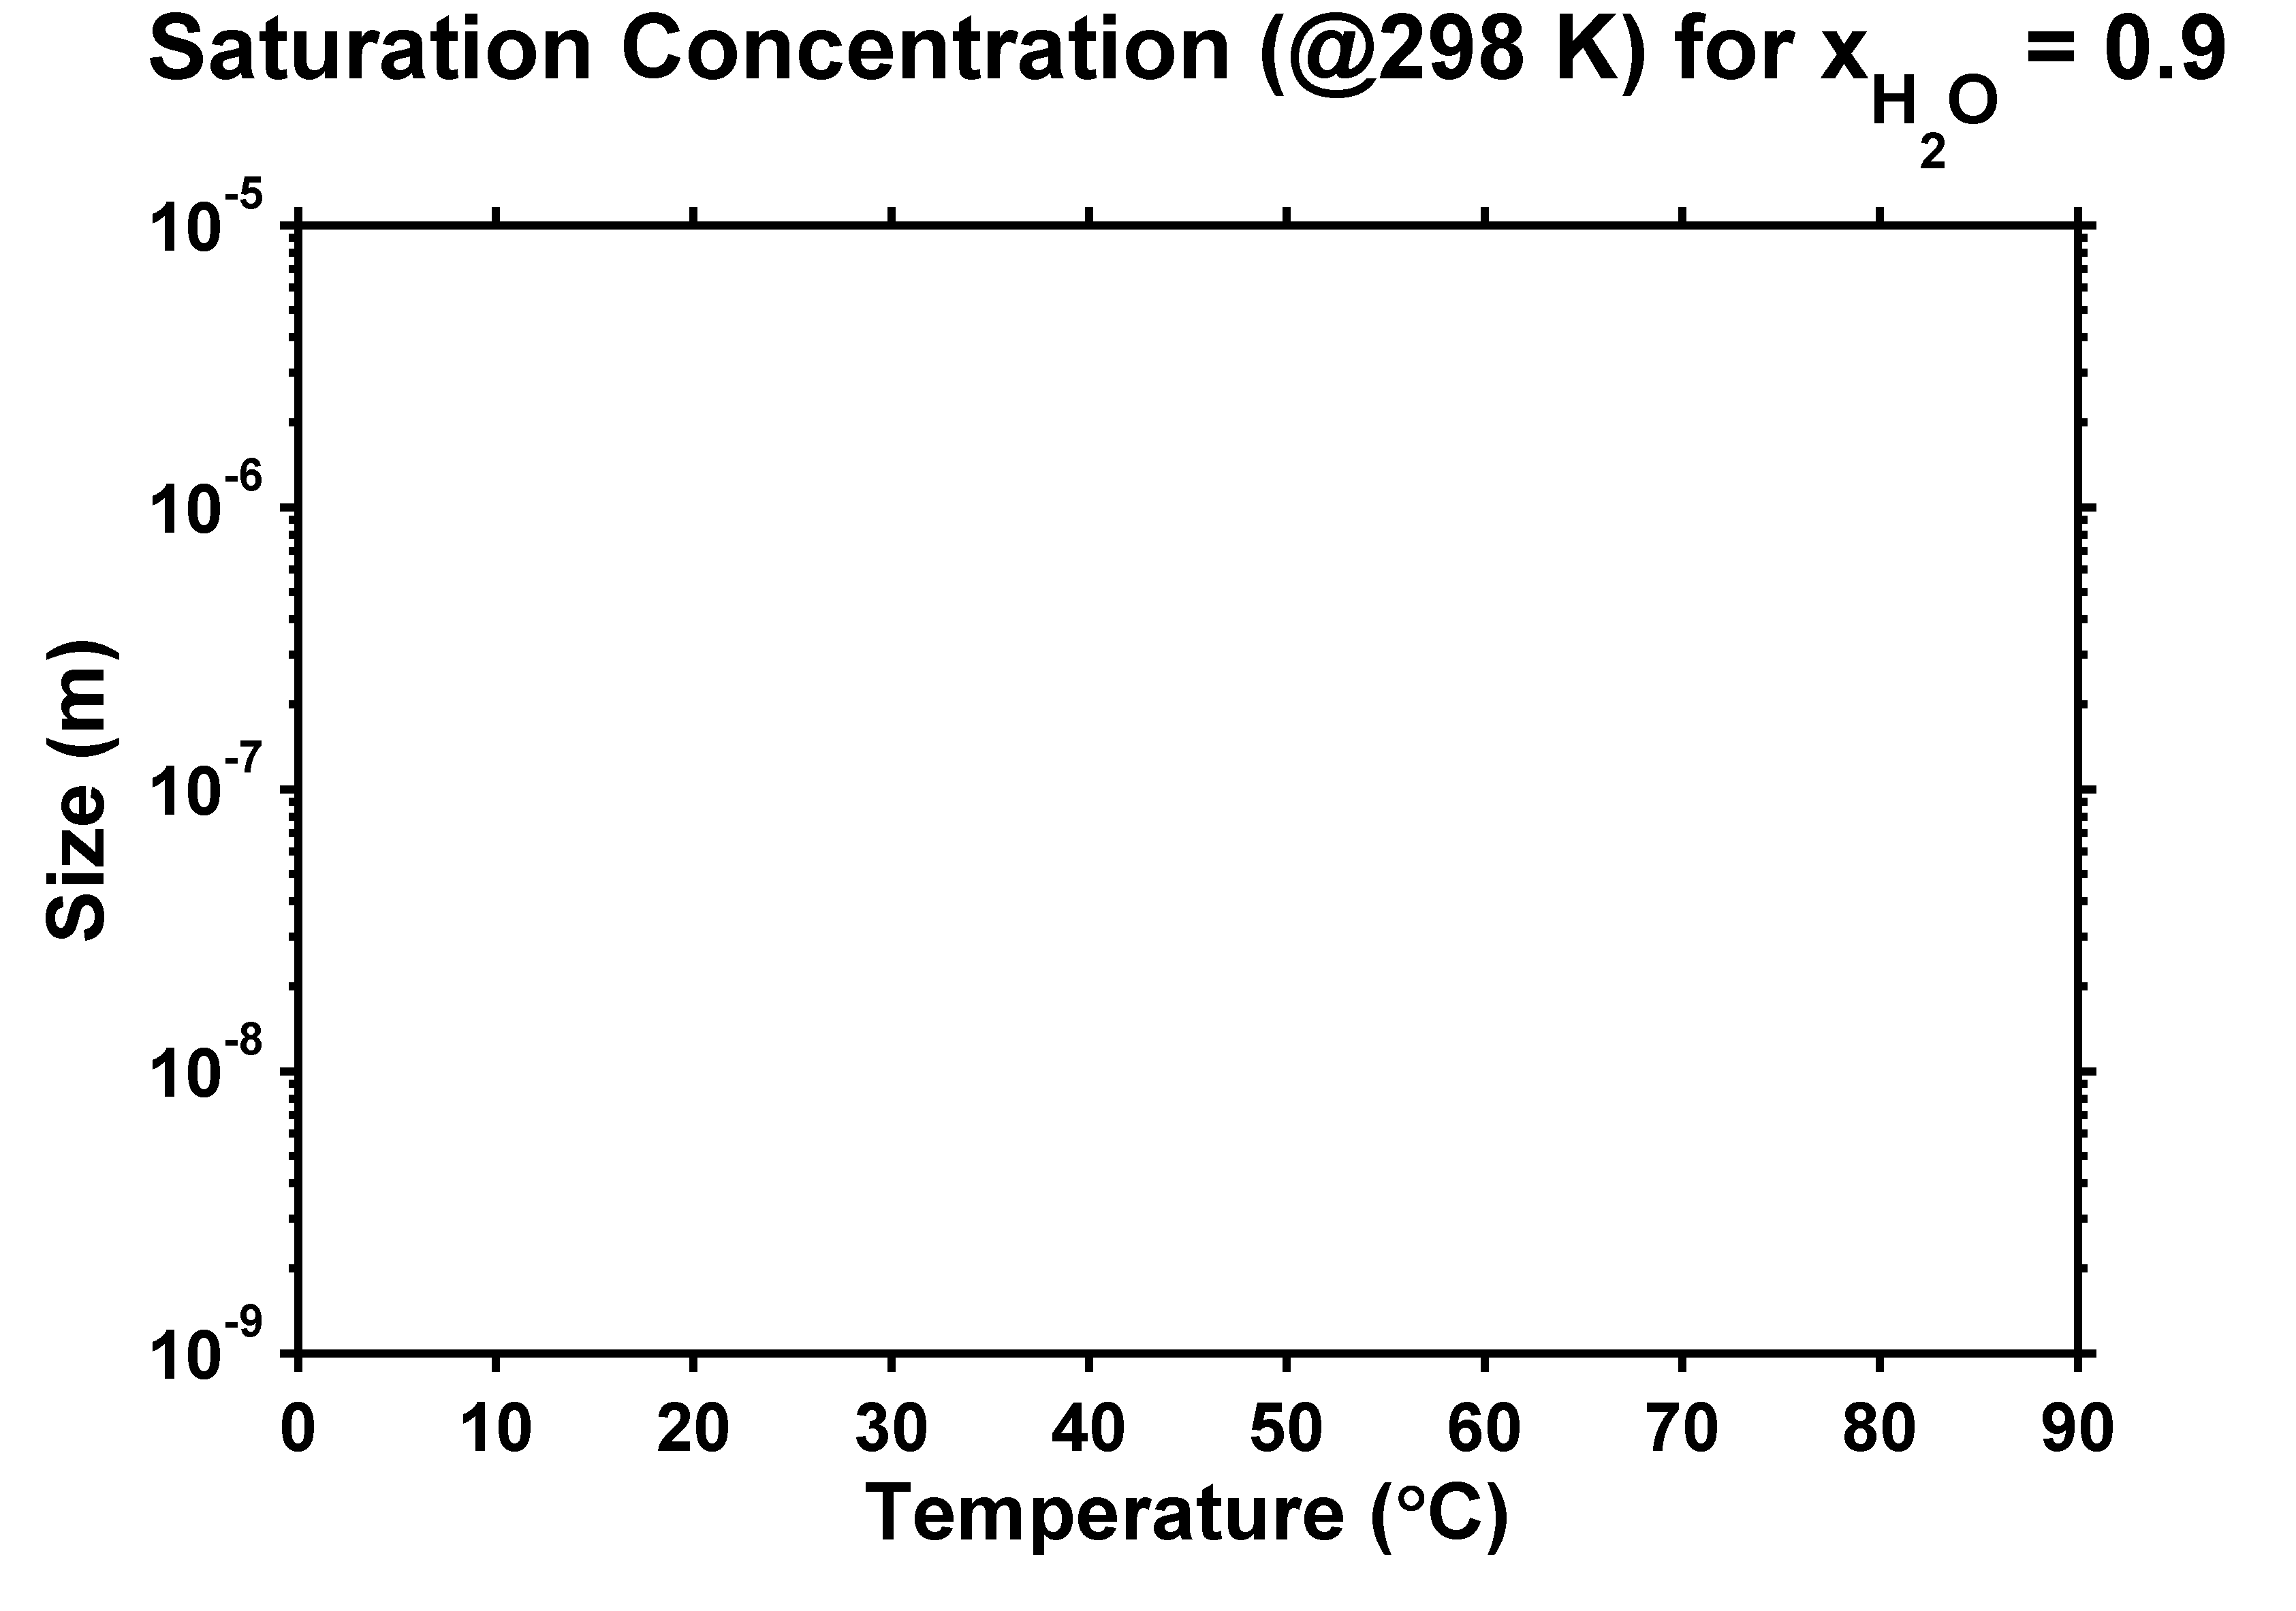 Saturation Concentration (@298 K) for x_H₂O = 0.9
10⁻⁵
10⁻⁶
10⁻⁷
10⁻⁸
10⁻⁹
Size (m)
0 10 20 30 40 50 60 70 80 90
Temperature (°C)